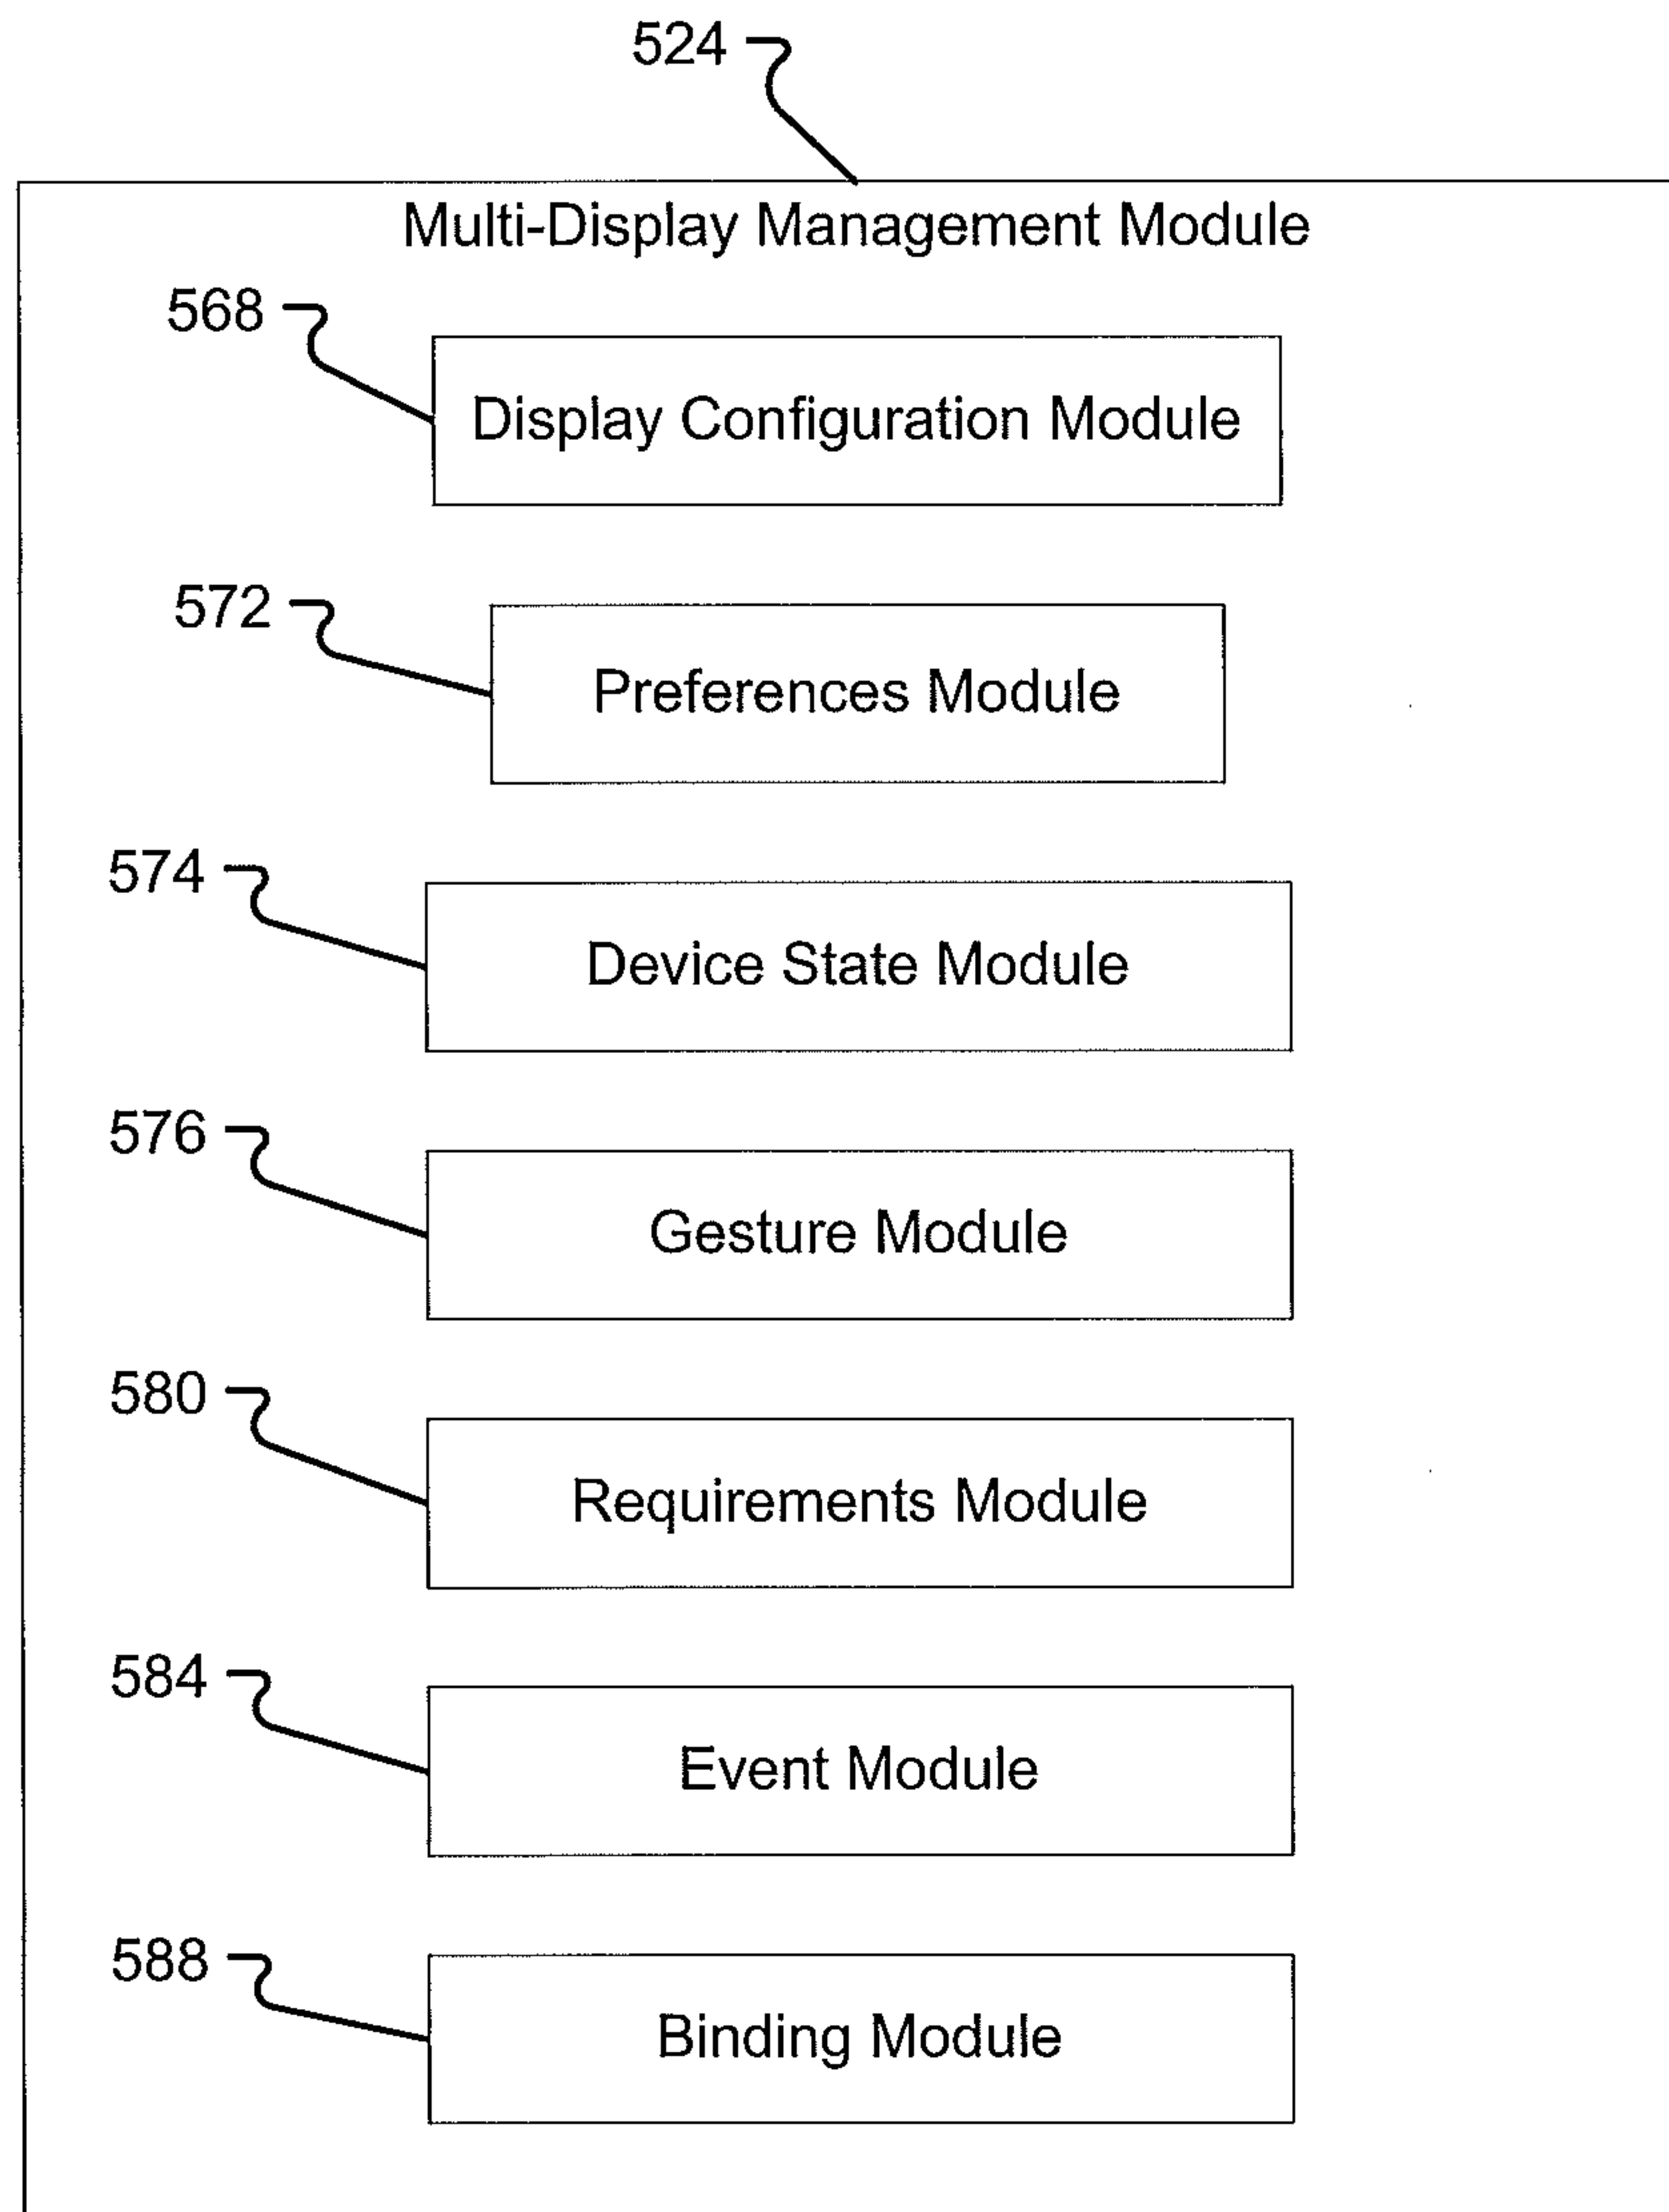 524
Multi-Display Management Module
568
Display Configuration Module
572
Preferences Module
574
Device State Module
576
Gesture Module
580
Requirements Module
584
Event Module
588
Binding Module